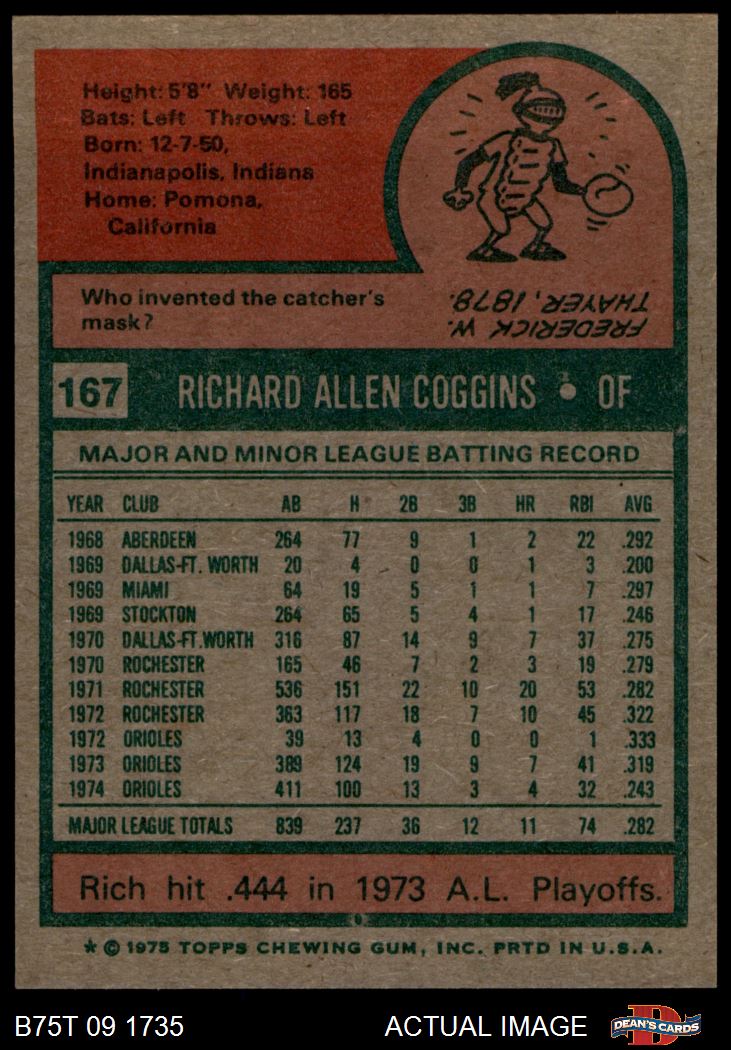 Height: 5'8" Weight: 165
Bats: Left Throws: Left
Born: 12-7-50,
Indianapolis, Indiana
Home: Pomona,
California
Who invented the catcher's
mask?
FREDERICK W.
THAYER, 1878.
167 RICHARD ALLEN COGGINS • OF
MAJOR AND MINOR LEAGUE BATTING RECORD
YEAR CLUB AB H 2B 3B HR RBI AVG
1968 ABERDEEN 264 77 9 1 2 22 .292
1969 DALLAS-FT. WORTH 20 4 0 0 1 3 .200
1969 MIAMI 64 19 5 1 1 7 .297
1969 STOCKTON 264 65 5 4 1 17 .246
1970 DALLAS-FT.WORTH 316 87 14 9 7 37 .275
1970 ROCHESTER 165 46 7 2 3 19 .279
1971 ROCHESTER 536 151 22 10 20 53 .282
1972 ROCHESTER 363 117 18 7 10 45 .322
1972 ORIOLES 39 13 4 0 0 1 .333
1973 ORIOLES 389 124 19 9 7 41 .319
1974 ORIOLES 411 100 13 3 4 32 .243
MAJOR LEAGUE TOTALS 839 237 36 12 11 74 .282
Rich hit .444 in 1973 A.L. Playoffs.
* © 1975 TOPPS CHEWING GUM, INC. PRTD IN U.S.A.
B75T 09 1735 ACTUAL IMAGE DEAN'S CARDS